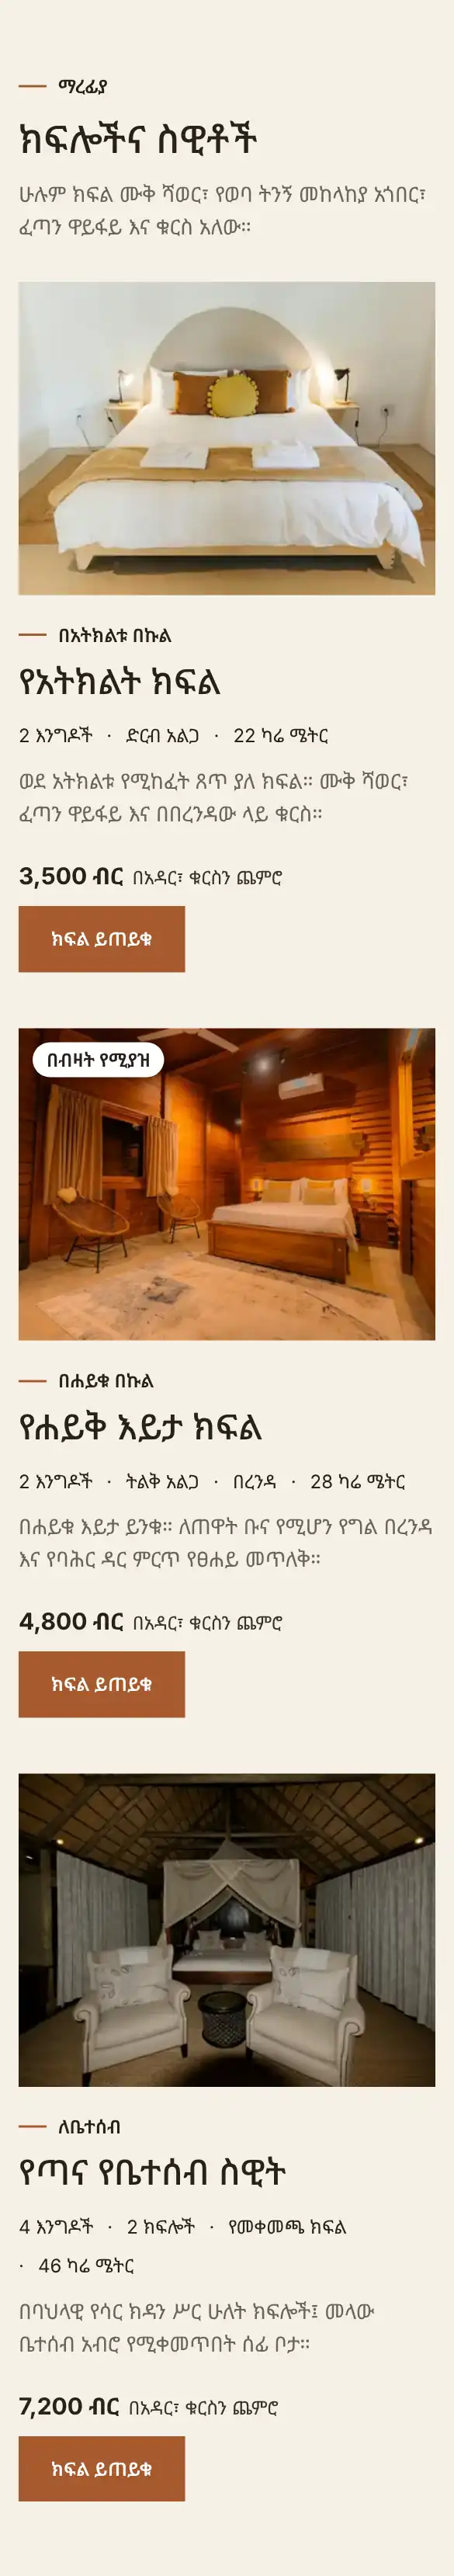 ማረፊያ
ክፍሎችና ስዊቶች
ሁሉም ክፍል ሙቅ ሻወር፣ የወባ ትንኝ መከላከያ አጎበር፣
ፈጣን ዋይፋይ እና ቁርስ አለው።
በአትክልቱ በኩል
የአትክልት ክፍል
2 እንግዶች · ድርብ አልጋ · 22 ካሬ ሜትር
ወደ አትክልቱ የሚከፈት ጸጥ ያለ ክፍል። ሙቅ ሻወር፣
ፈጣን ዋይፋይ እና በበረንዳው ላይ ቁርስ።
3,500 ብር በአዳር፣ ቁርስን ጨምሮ
ክፍል ይጠይቁ
በብዛት የሚያዝ
በሐይቁ በኩል
የሐይቅ እይታ ክፍል
2 እንግዶች · ትልቅ አልጋ · በረንዳ · 28 ካሬ ሜትር
በሐይቁ እይታ ይንቁ። ለጠዋት ቡና የሚሆን የግል በረንዳ
እና የባሕር ዳር ምርጥ የፀሐይ መጥለቅ።
4,800 ብር በአዳር፣ ቁርስን ጨምሮ
ክፍል ይጠይቁ
ለቤተሰብ
የጣና የቤተሰብ ስዊት
4 እንግዶች · 2 ክፍሎች · የመቀመጫ ክፍል
· 46 ካሬ ሜትር
በባህላዊ የሳር ክዳን ሥር ሁለት ክፍሎች፤ መላው
ቤተሰብ አብሮ የሚቀመጥበት ሰፊ ቦታ።
7,200 ብር በአዳር፣ ቁርስን ጨምሮ
ክፍል ይጠይቁ